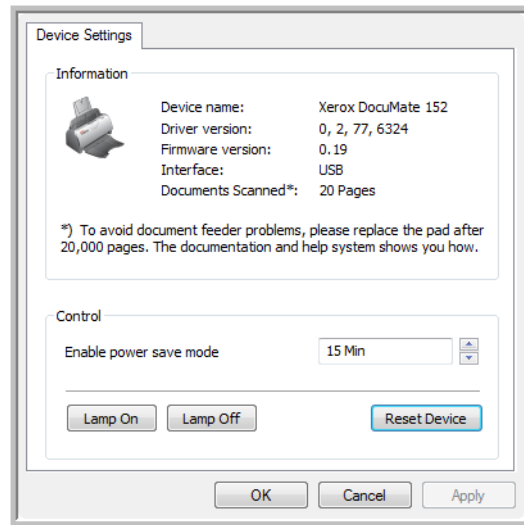 Device Settings
Information
Device name: Xerox DocuMate 152
Driver version: 0, 2, 77, 6324
Firmware version: 0.19
Interface: USB
Documents Scanned*: 20 Pages
*) To avoid document feeder problems, please replace the pad after
20,000 pages. The documentation and help system shows you how.
Control
Enable power save mode 15 Min
Lamp On Lamp Off Reset Device
OK Cancel Apply